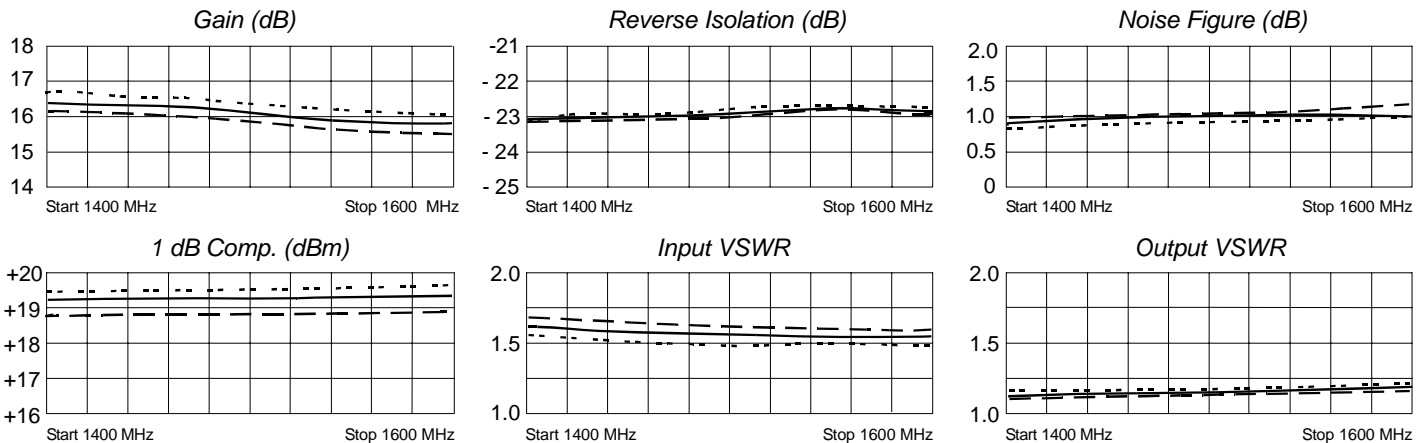 Gain (dB)
18
17
16
15
14
Start 1400 MHz
Stop 1600 MHz
Reverse Isolation (dB)
-21
- 22
- 23
- 24
- 25
Start 1400 MHz
Stop 1600 MHz
Noise Figure (dB)
2.0
1.5
1.0
0.5
0
Start 1400 MHz
Stop 1600 MHz
1 dB Comp. (dBm)
+20
+19
+18
+17
+16
Start 1400 MHz
Stop 1600 MHz
Input VSWR
2.0
1.5
1.0
Start 1400 MHz
Stop 1600 MHz
Output VSWR
2.0
1.5
1.0
Start 1400 MHz
Stop 1600 MHz